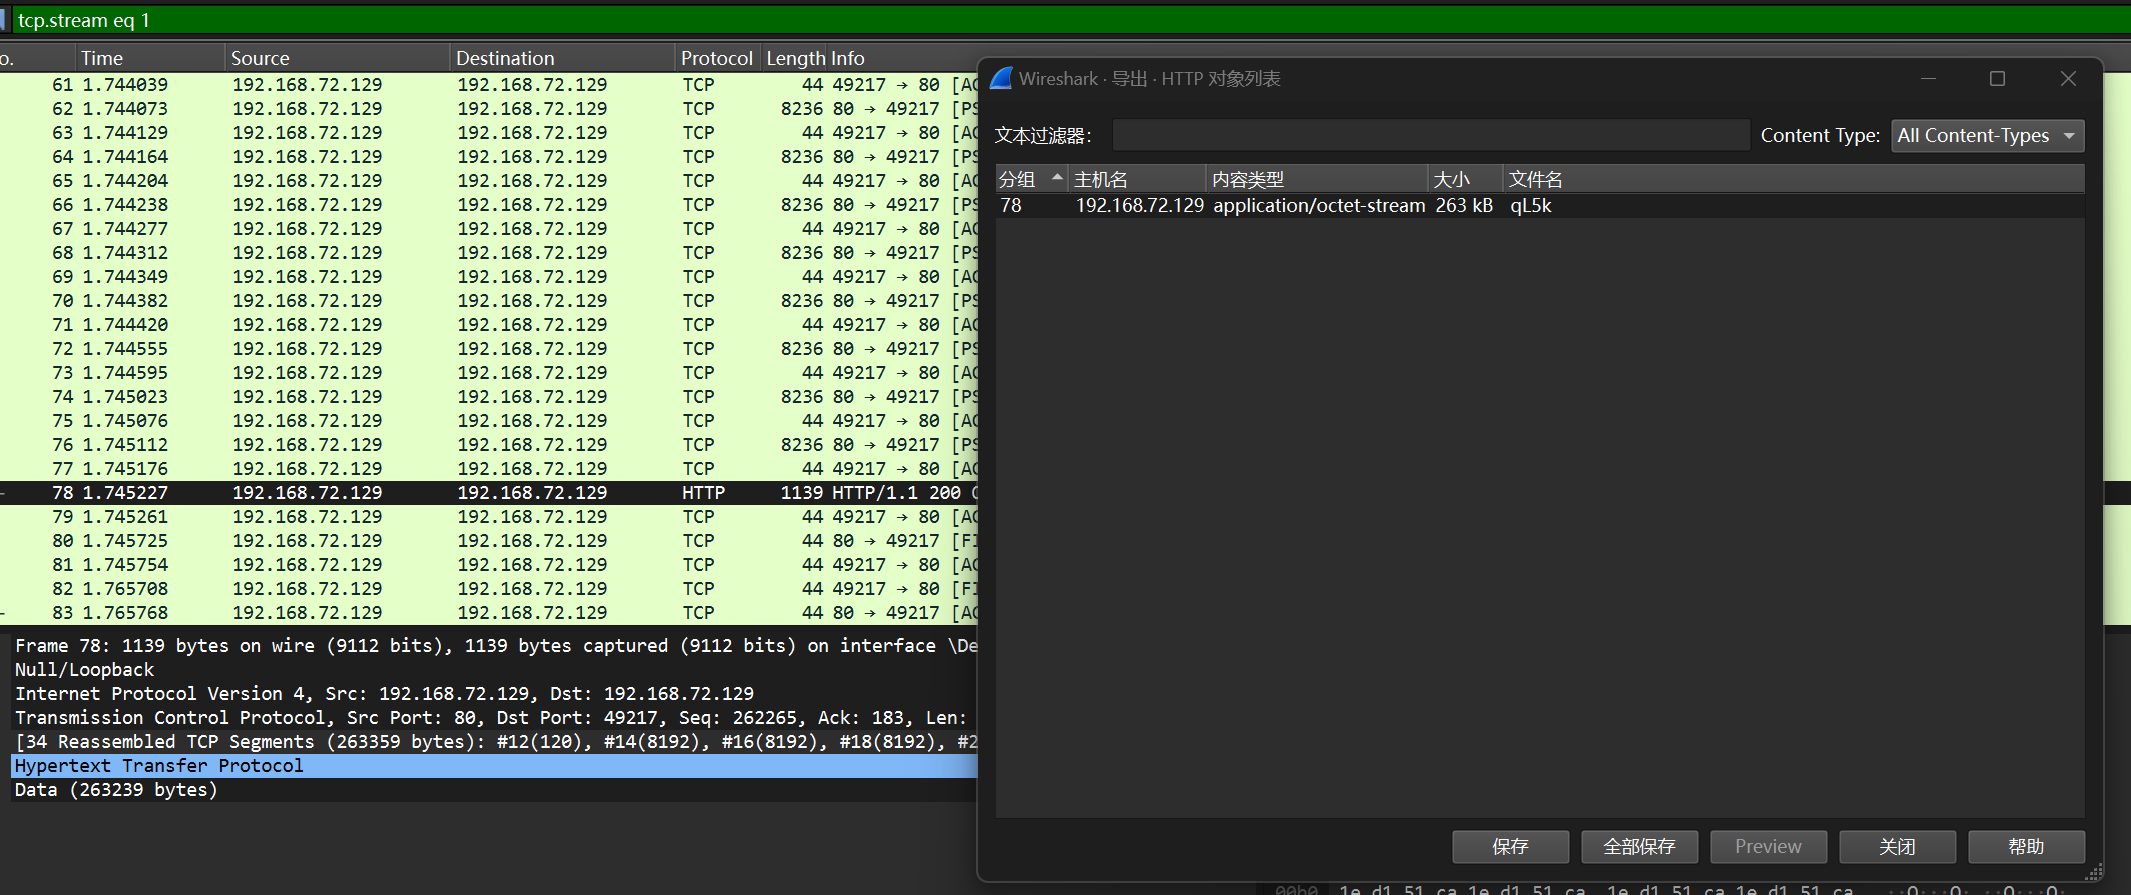 tcp.stream eq 1
o. Time Source Destination Protocol Length Info
61 1.744039 192.168.72.129 192.168.72.129 TCP 44 49217 → 80 [AC
62 1.744073 192.168.72.129 192.168.72.129 TCP 8236 80 → 49217 [PS
63 1.744129 192.168.72.129 192.168.72.129 TCP 44 49217 → 80 [AC
64 1.744164 192.168.72.129 192.168.72.129 TCP 8236 80 → 49217 [PS
65 1.744204 192.168.72.129 192.168.72.129 TCP 44 49217 → 80 [AC
66 1.744238 192.168.72.129 192.168.72.129 TCP 8236 80 → 49217 [PS
67 1.744277 192.168.72.129 192.168.72.129 TCP 44 49217 → 80 [AC
68 1.744312 192.168.72.129 192.168.72.129 TCP 8236 80 → 49217 [PS
69 1.744349 192.168.72.129 192.168.72.129 TCP 44 49217 → 80 [AC
70 1.744382 192.168.72.129 192.168.72.129 TCP 8236 80 → 49217 [PS
71 1.744420 192.168.72.129 192.168.72.129 TCP 44 49217 → 80 [AC
72 1.744555 192.168.72.129 192.168.72.129 TCP 8236 80 → 49217 [PS
73 1.744595 192.168.72.129 192.168.72.129 TCP 44 49217 → 80 [AC
74 1.745023 192.168.72.129 192.168.72.129 TCP 8236 80 → 49217 [PS
75 1.745076 192.168.72.129 192.168.72.129 TCP 44 49217 → 80 [AC
76 1.745112 192.168.72.129 192.168.72.129 TCP 8236 80 → 49217 [PS
77 1.745176 192.168.72.129 192.168.72.129 TCP 44 49217 → 80 [AC
78 1.745227 192.168.72.129 192.168.72.129 HTTP 1139 HTTP/1.1 200 O
79 1.745261 192.168.72.129 192.168.72.129 TCP 44 49217 → 80 [AC
80 1.745725 192.168.72.129 192.168.72.129 TCP 44 80 → 49217 [FI
81 1.745754 192.168.72.129 192.168.72.129 TCP 44 49217 → 80 [AC
82 1.765708 192.168.72.129 192.168.72.129 TCP 44 49217 → 80 [FI
83 1.765768 192.168.72.129 192.168.72.129 TCP 44 80 → 49217 [AC
Frame 78: 1139 bytes on wire (9112 bits), 1139 bytes captured (9112 bits) on interface \De
Null/Loopback
Internet Protocol Version 4, Src: 192.168.72.129, Dst: 192.168.72.129
Transmission Control Protocol, Src Port: 80, Dst Port: 49217, Seq: 262265, Ack: 183, Len:
[34 Reassembled TCP Segments (263359 bytes): #12(120), #14(8192), #16(8192), #18(8192), #2
Hypertext Transfer Protocol
Data (263239 bytes)
Wireshark · 导出 · HTTP 对象列表
文本过滤器: Content Type: All Content-Types
分组 主机名 内容类型 大小 文件名
78 192.168.72.129 application/octet-stream 263 kB qL5k
保存 全部保存 Preview 关闭 帮助
00b0 1e d1 51 ca 1e d1 51 ca 1e d1 51 ca 1e d1 51 ca